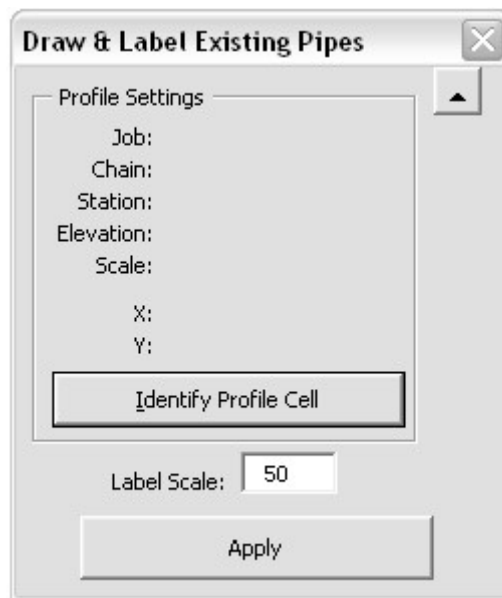 Draw & Label Existing Pipes
Profile Settings
Job:
Chain:
Station:
Elevation:
Scale:
X:
Y:
Identify Profile Cell
Label Scale: 50
Apply